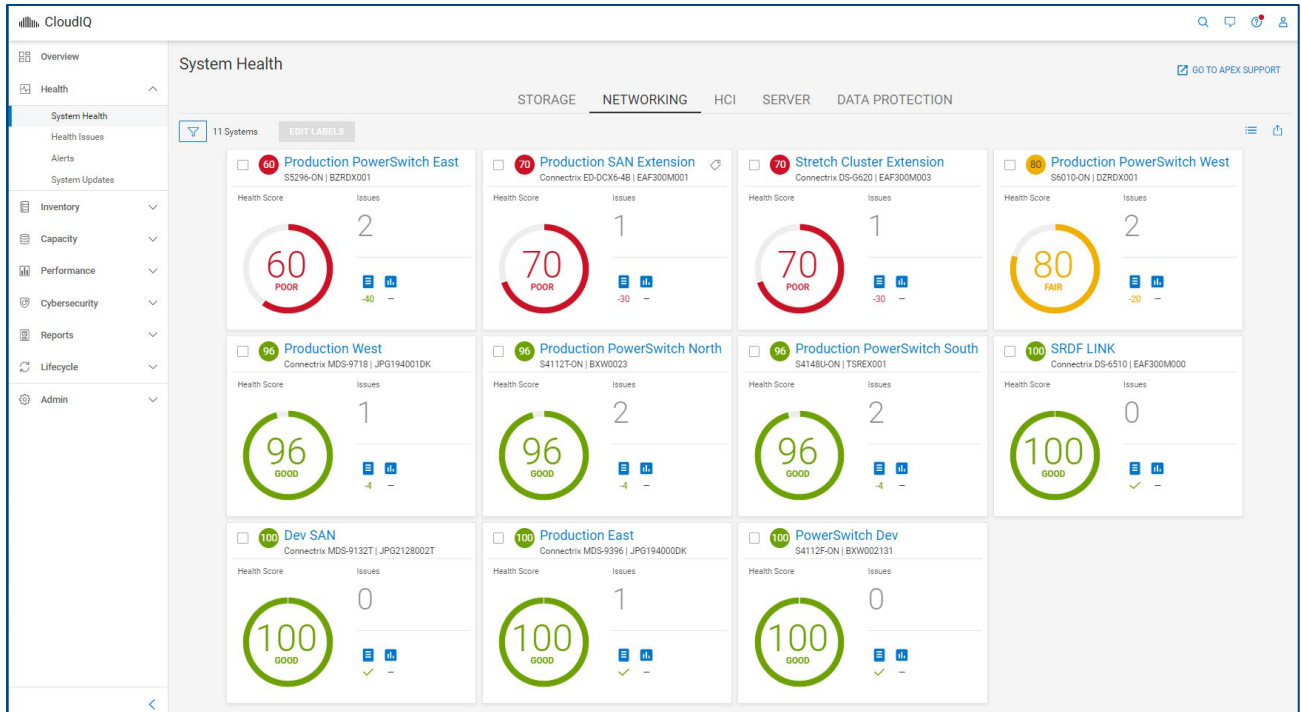 CloudIQ
Overview
Health
System Health
Health Issues
Alerts
System Updates
Inventory
Capacity
Performance
Cybersecurity
Reports
Lifecycle
Admin
System Health
GO TO APEX SUPPORT
STORAGE NETWORKING HCI SERVER DATA PROTECTION
11 Systems EDIT LABELS
60 Production PowerSwitch East
S5296-ON | BZRDX001
Health Score Issues
2
60
POOR
-40 –
70 Production SAN Extension
Connectrix ED-DCX6-4B | EAF300M001
Health Score Issues
1
70
POOR
-30 –
70 Stretch Cluster Extension
Connectrix DS-G620 | EAF300M003
Health Score Issues
1
70
POOR
-30 –
80 Production PowerSwitch West
S6010-ON | DZRDX001
Health Score Issues
2
80
FAIR
-20 –
96 Production West
Connectrix MDS-9718 | JPG194001DK
Health Score Issues
1
96
GOOD
-4 –
96 Production PowerSwitch North
S4112T-ON | BXW0023
Health Score Issues
2
96
GOOD
-4 –
96 Production PowerSwitch South
S4148U-ON | TSREX001
Health Score Issues
2
96
GOOD
-4 –
100 SRDF LINK
Connectrix DS-6510 | EAF300M000
Health Score Issues
0
100
GOOD
–
100 Dev SAN
Connectrix MDS-9132T | JPG2128002T
Health Score Issues
0
100
GOOD
–
100 Production East
Connectrix MDS-9396 | JPG194000DK
Health Score Issues
1
100
GOOD
–
100 PowerSwitch Dev
S4112F-ON | BXW002131
Health Score Issues
0
100
GOOD
–